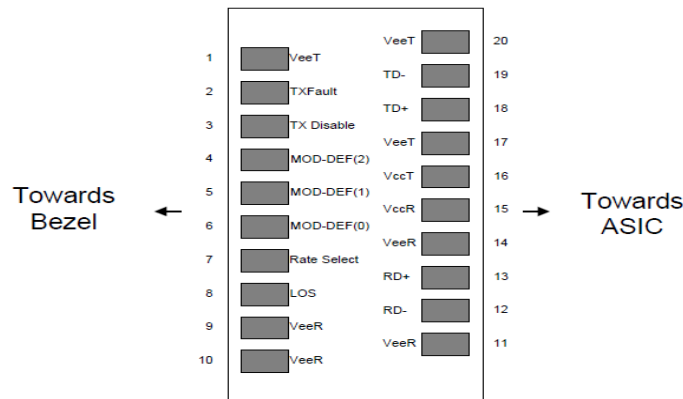 VeeT 20
1 VeeT
TD- 19
2 TXFault
TD+ 18
3 TX Disable
VeeT 17
4 MOD-DEF(2)
VccT 16
5 MOD-DEF(1)
Towards
Bezel
VccR 15
Towards
ASIC
6 MOD-DEF(0)
VeeR 14
7 Rate Select
RD+ 13
8 LOS
RD- 12
9 VeeR
VeeR 11
10 VeeR